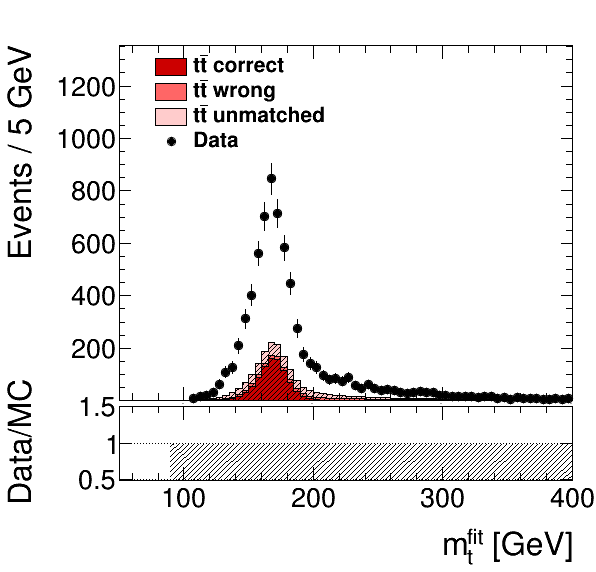 Events / 5 GeV
1200
1000
800
600
400
200
tt̅ correct
tt̅ wrong
tt̅ unmatched
Data
Data/MC
1.5
1
0.5
100
200
300
400
m_t^fit [GeV]